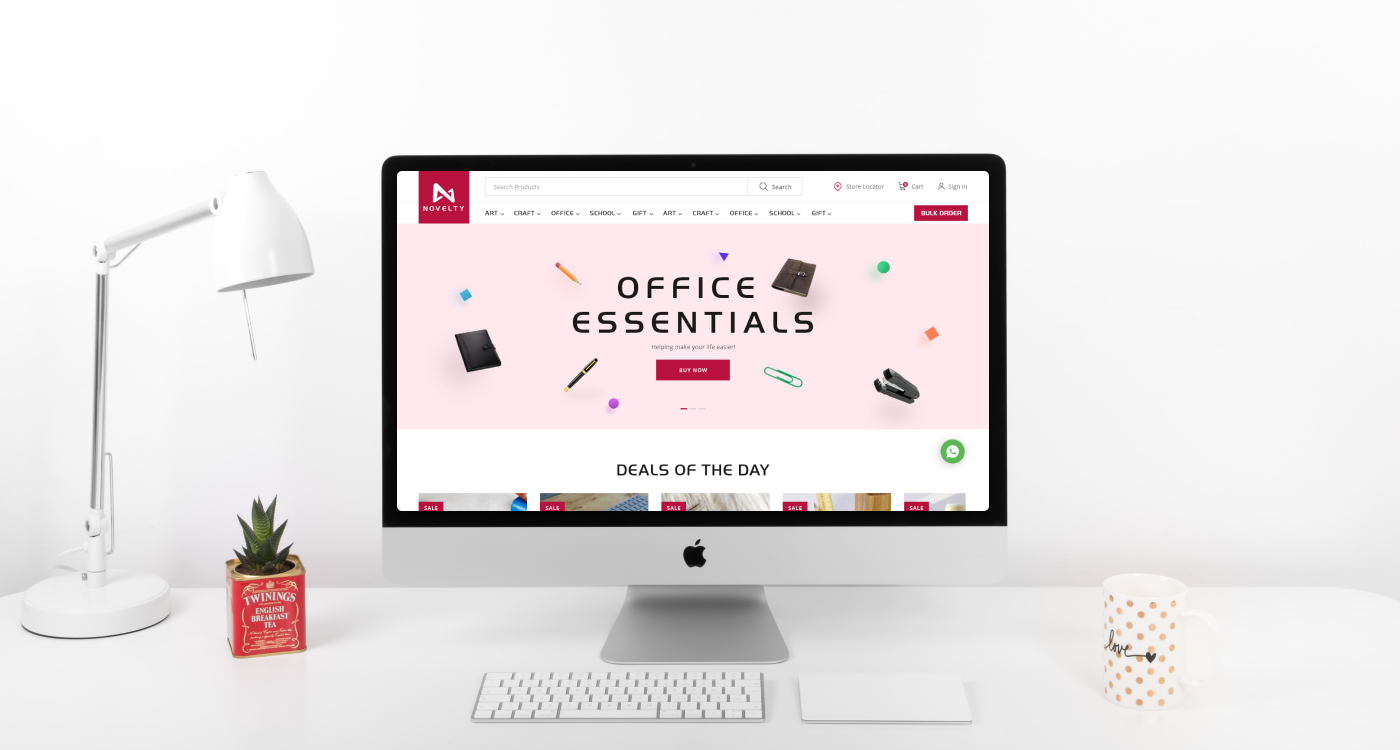 NOVELTY
Search Products
Search
Store Locator
Cart
Sign In
ART CRAFT OFFICE SCHOOL GIFT ART CRAFT OFFICE SCHOOL GIFT
BULK ORDER
OFFICE
ESSENTIALS
Helping make your life easier!
BUY NOW
DEALS OF THE DAY
SALE SALE SALE SALE SALE
TWININGS
ENGLISH
BREAKFAST
TEA
love